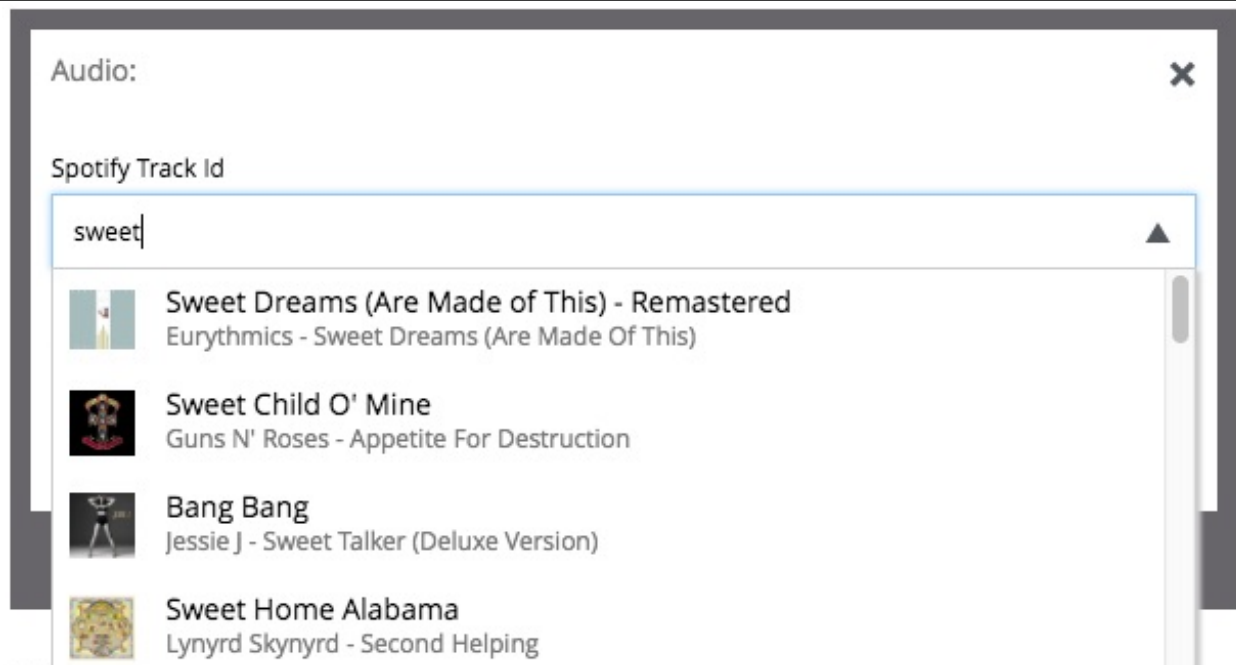 Audio:
Spotify Track Id
sweet
Sweet Dreams (Are Made of This) - Remastered
Eurythmics - Sweet Dreams (Are Made Of This)
Sweet Child O' Mine
Guns N' Roses - Appetite For Destruction
Bang Bang
Jessie J - Sweet Talker (Deluxe Version)
Sweet Home Alabama
Lynyrd Skynyrd - Second Helping